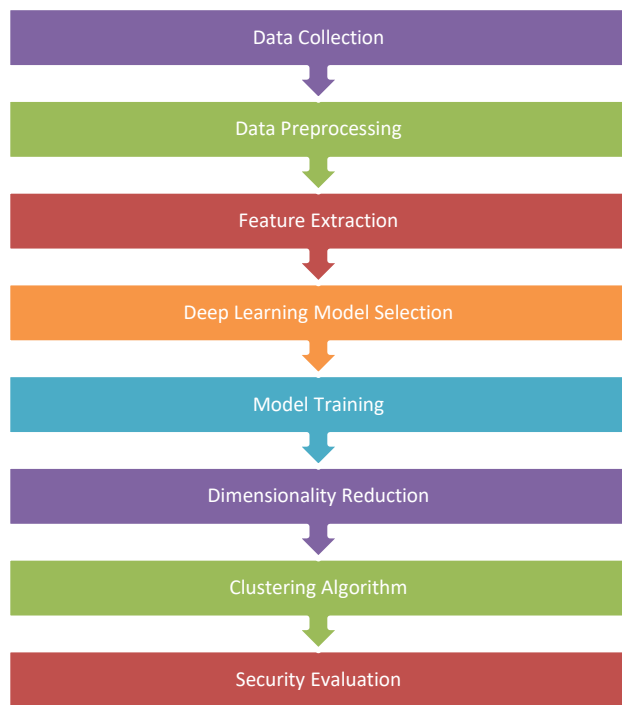 Data Collection
Data Preprocessing
Feature Extraction
Deep Learning Model Selection
Model Training
Dimensionality Reduction
Clustering Algorithm
Security Evaluation